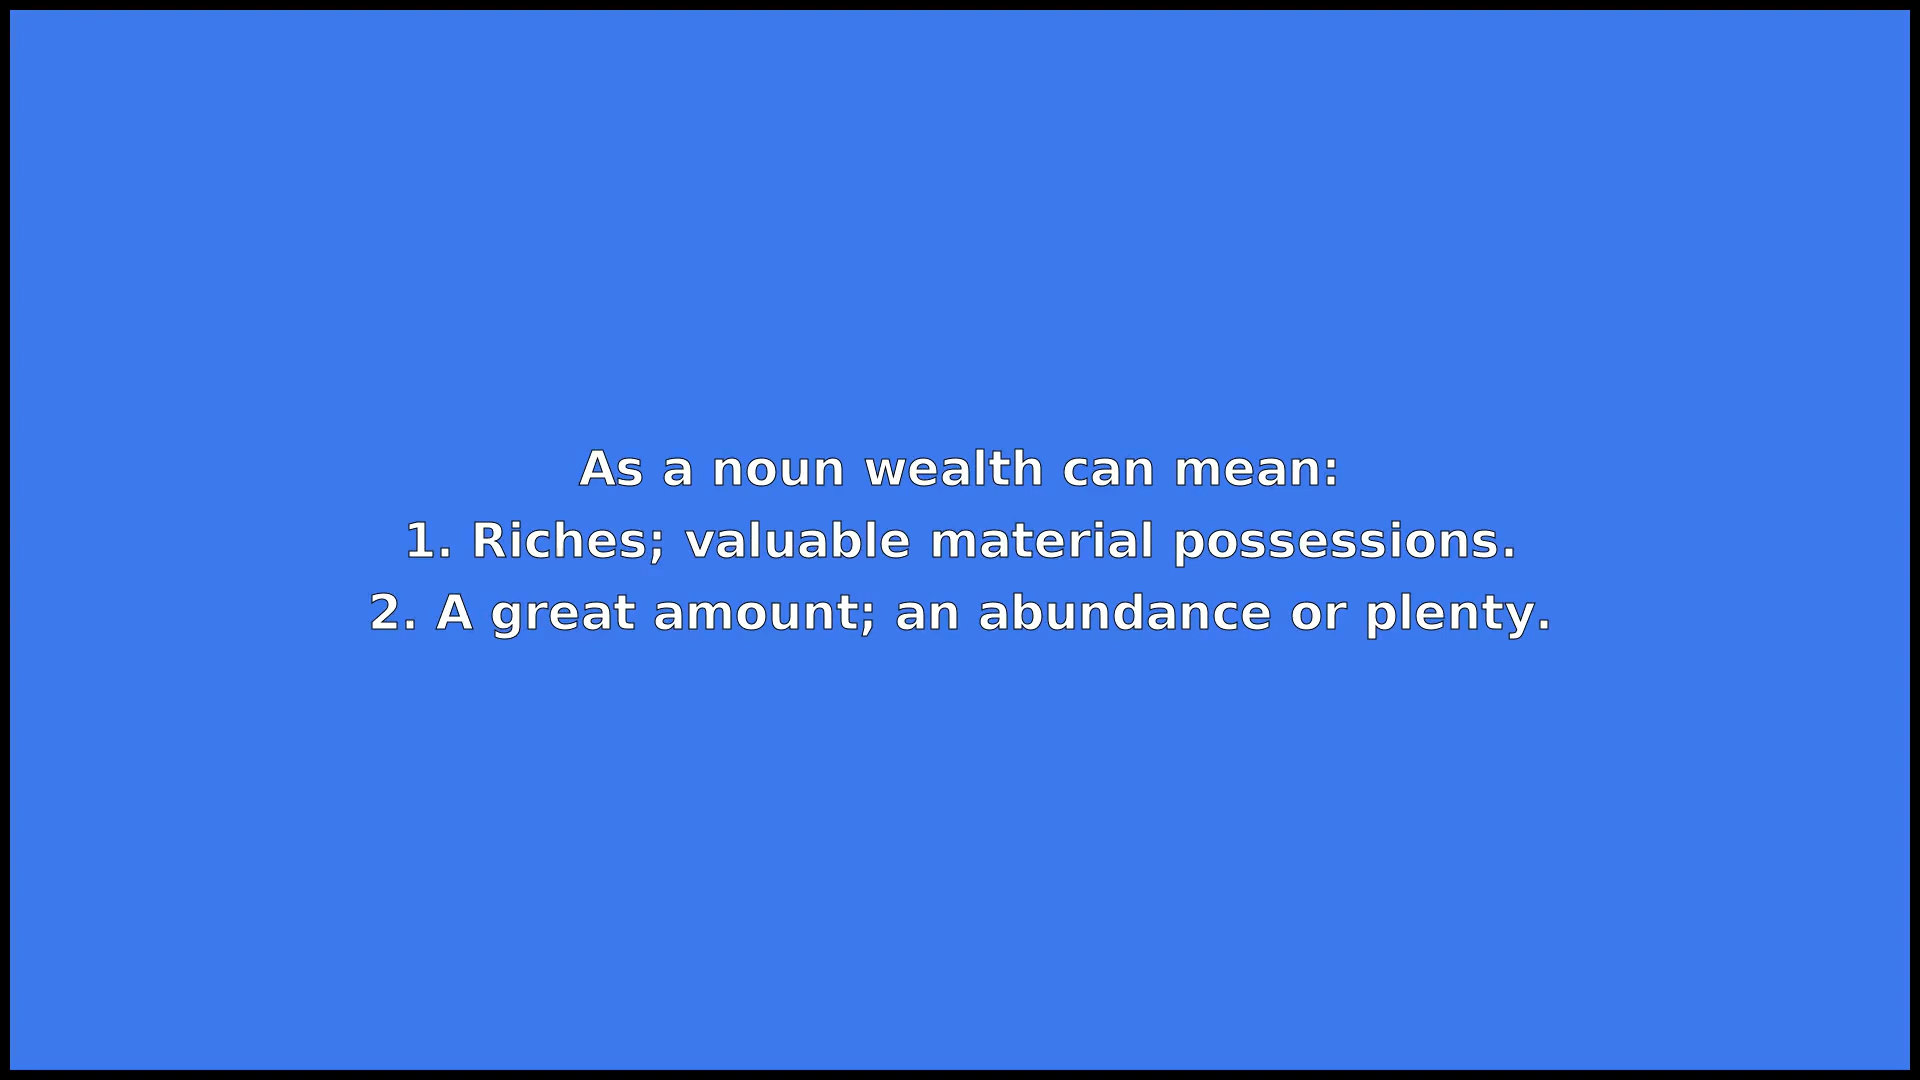 As a noun wealth can mean:
1. Riches; valuable material possessions.
2. A great amount; an abundance or plenty.